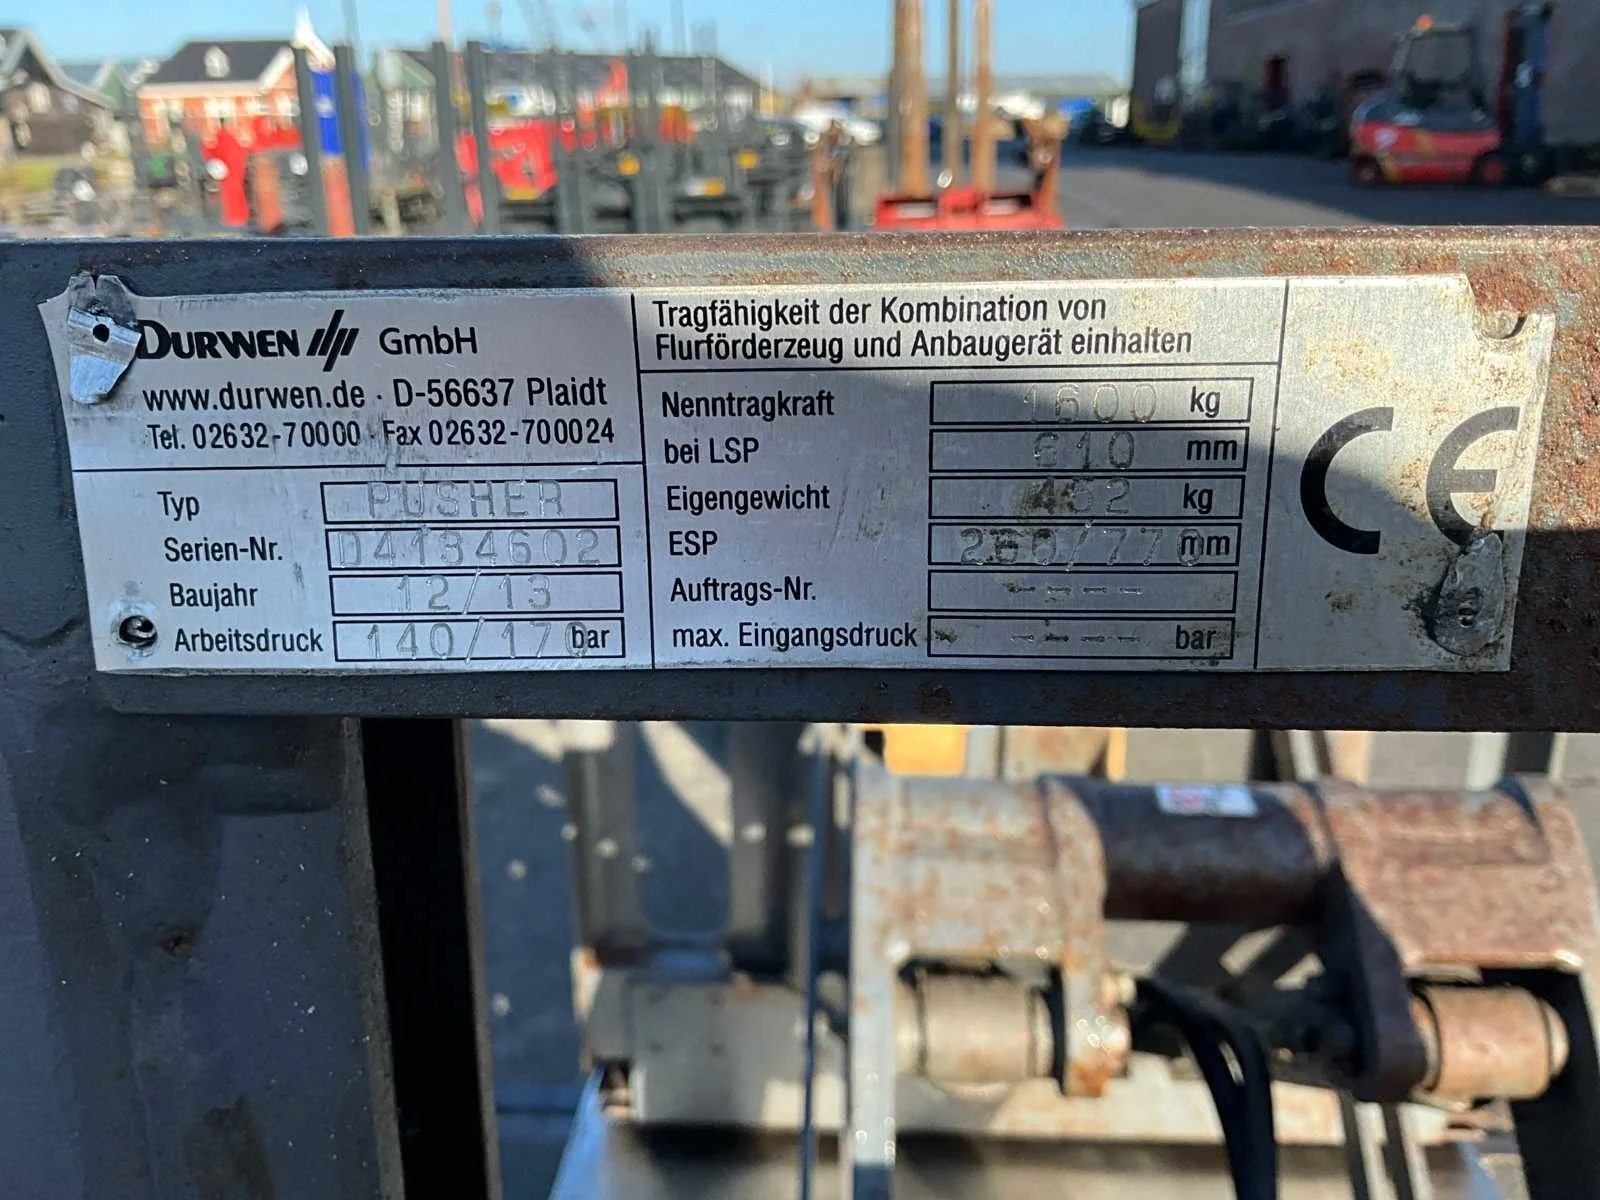 DURWEN GmbH
www.durwen.de · D-56637 Plaidt
Tel. 02632-70000 · Fax 02632-700024
Typ PUSHER
Serien-Nr. D4134602
Baujahr 12/13
Arbeitsdruck 140/170 bar
Tragfähigkeit der Kombination von
Flurförderzeug und Anbaugerät einhalten
Nenntragkraft 1600 kg
bei LSP 610 mm
Eigengewicht kg
ESP 260/770 mm
Auftrags-Nr. ----
max. Eingangsdruck ---- bar
CE